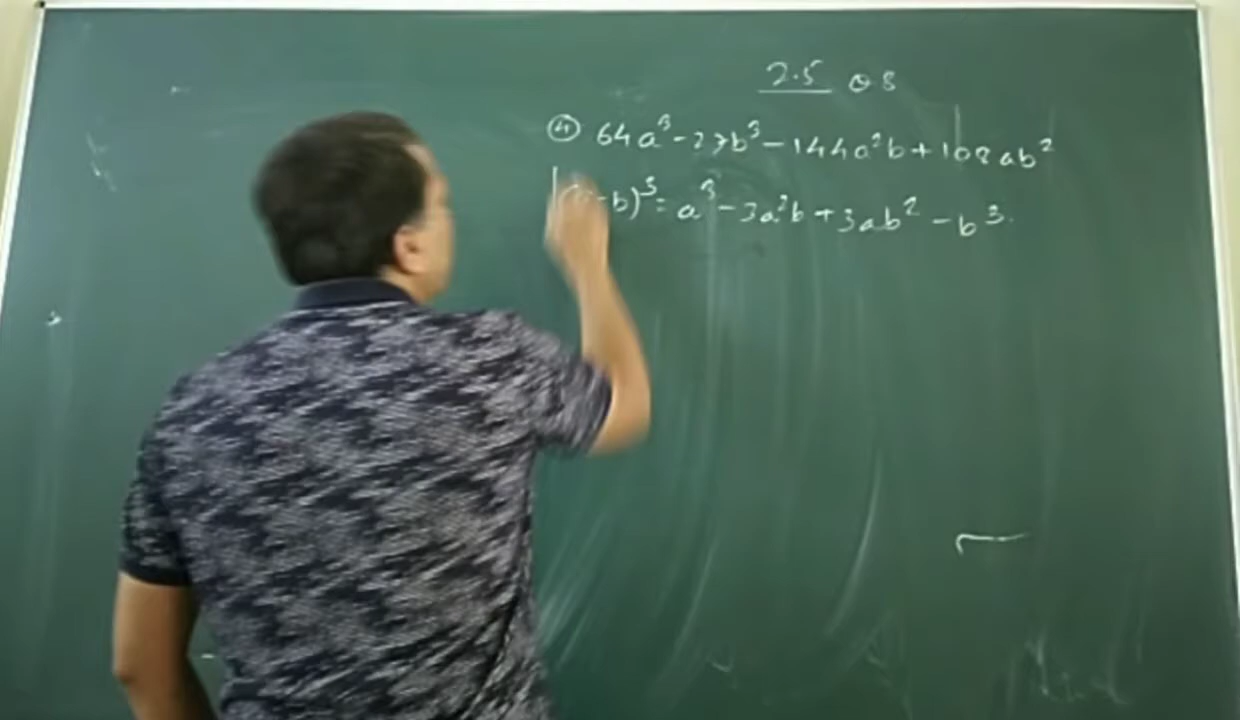 2.5 Q8
④ 64a³-27b³-144a²b+108ab²
(a-b)³= a³-3a²b+3ab²-b³.